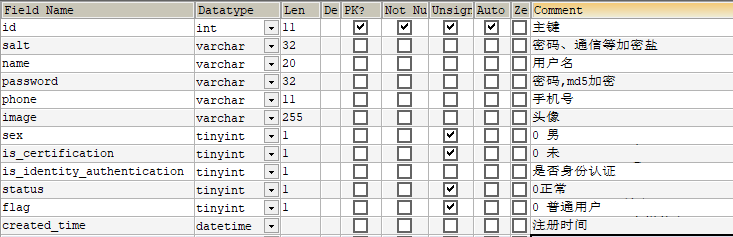 Field Name Datatype Len De PK? Not Nu Unsign Auto Ze Comment
id int 11 主键
salt varchar 32 密码、通信等加密盐
name varchar 20 用户名
password varchar 32 密码,md5加密
phone varchar 11 手机号
image varchar 255 头像
sex tinyint 1 0 男
is_certification tinyint 1 0 未
is_identity_authentication tinyint 1 是否身份认证
status tinyint 1 0正常
flag tinyint 1 0 普通用户
created_time datetime 注册时间